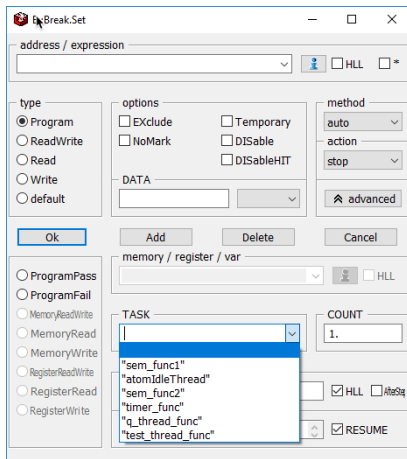 B::Break.Set
address / expression
i HLL *
type
Program
ReadWrite
Read
Write
default
options
EXclude Temporary
NoMark DISable
DISableHIT
DATA
method
auto
action
stop
advanced
Ok Add Delete Cancel
memory / register / var
i HLL
ProgramPass
ProgramFail
MemoryReadWrite
MemoryRead
MemoryWrite
RegisterReadWrite
RegisterRead
RegisterWrite
TASK
"sem_func1"
"atomIdleThread"
"sem_func2"
"timer_func"
"q_thread_func"
"test_thread_func"
COUNT
1.
HLL AfterStep
RESUME